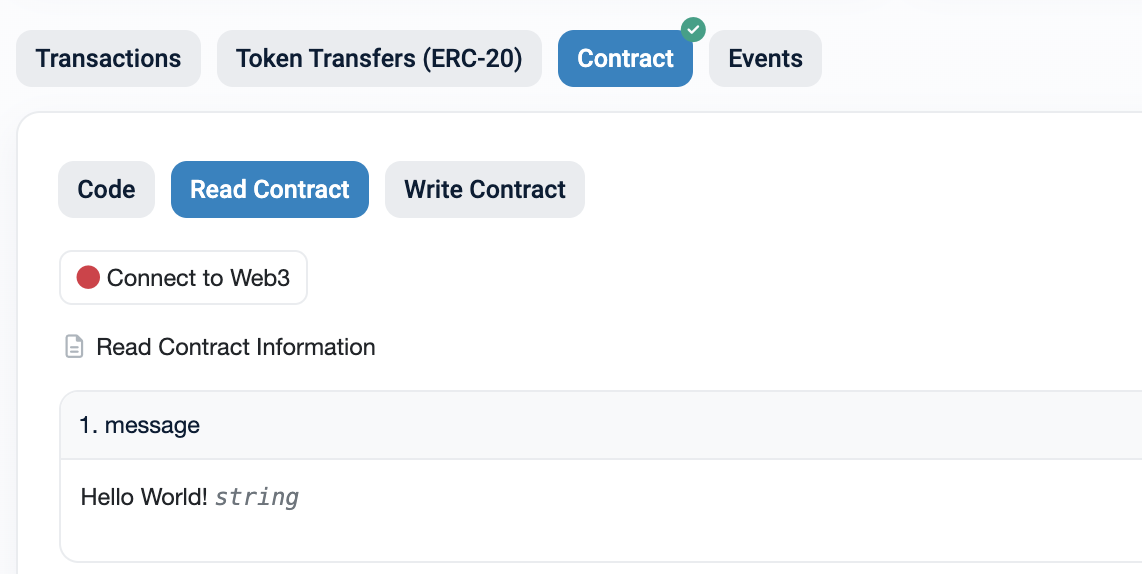 Transactions Token Transfers (ERC-20) Contract Events
Code Read Contract Write Contract
Connect to Web3
Read Contract Information
1. message
Hello World! string